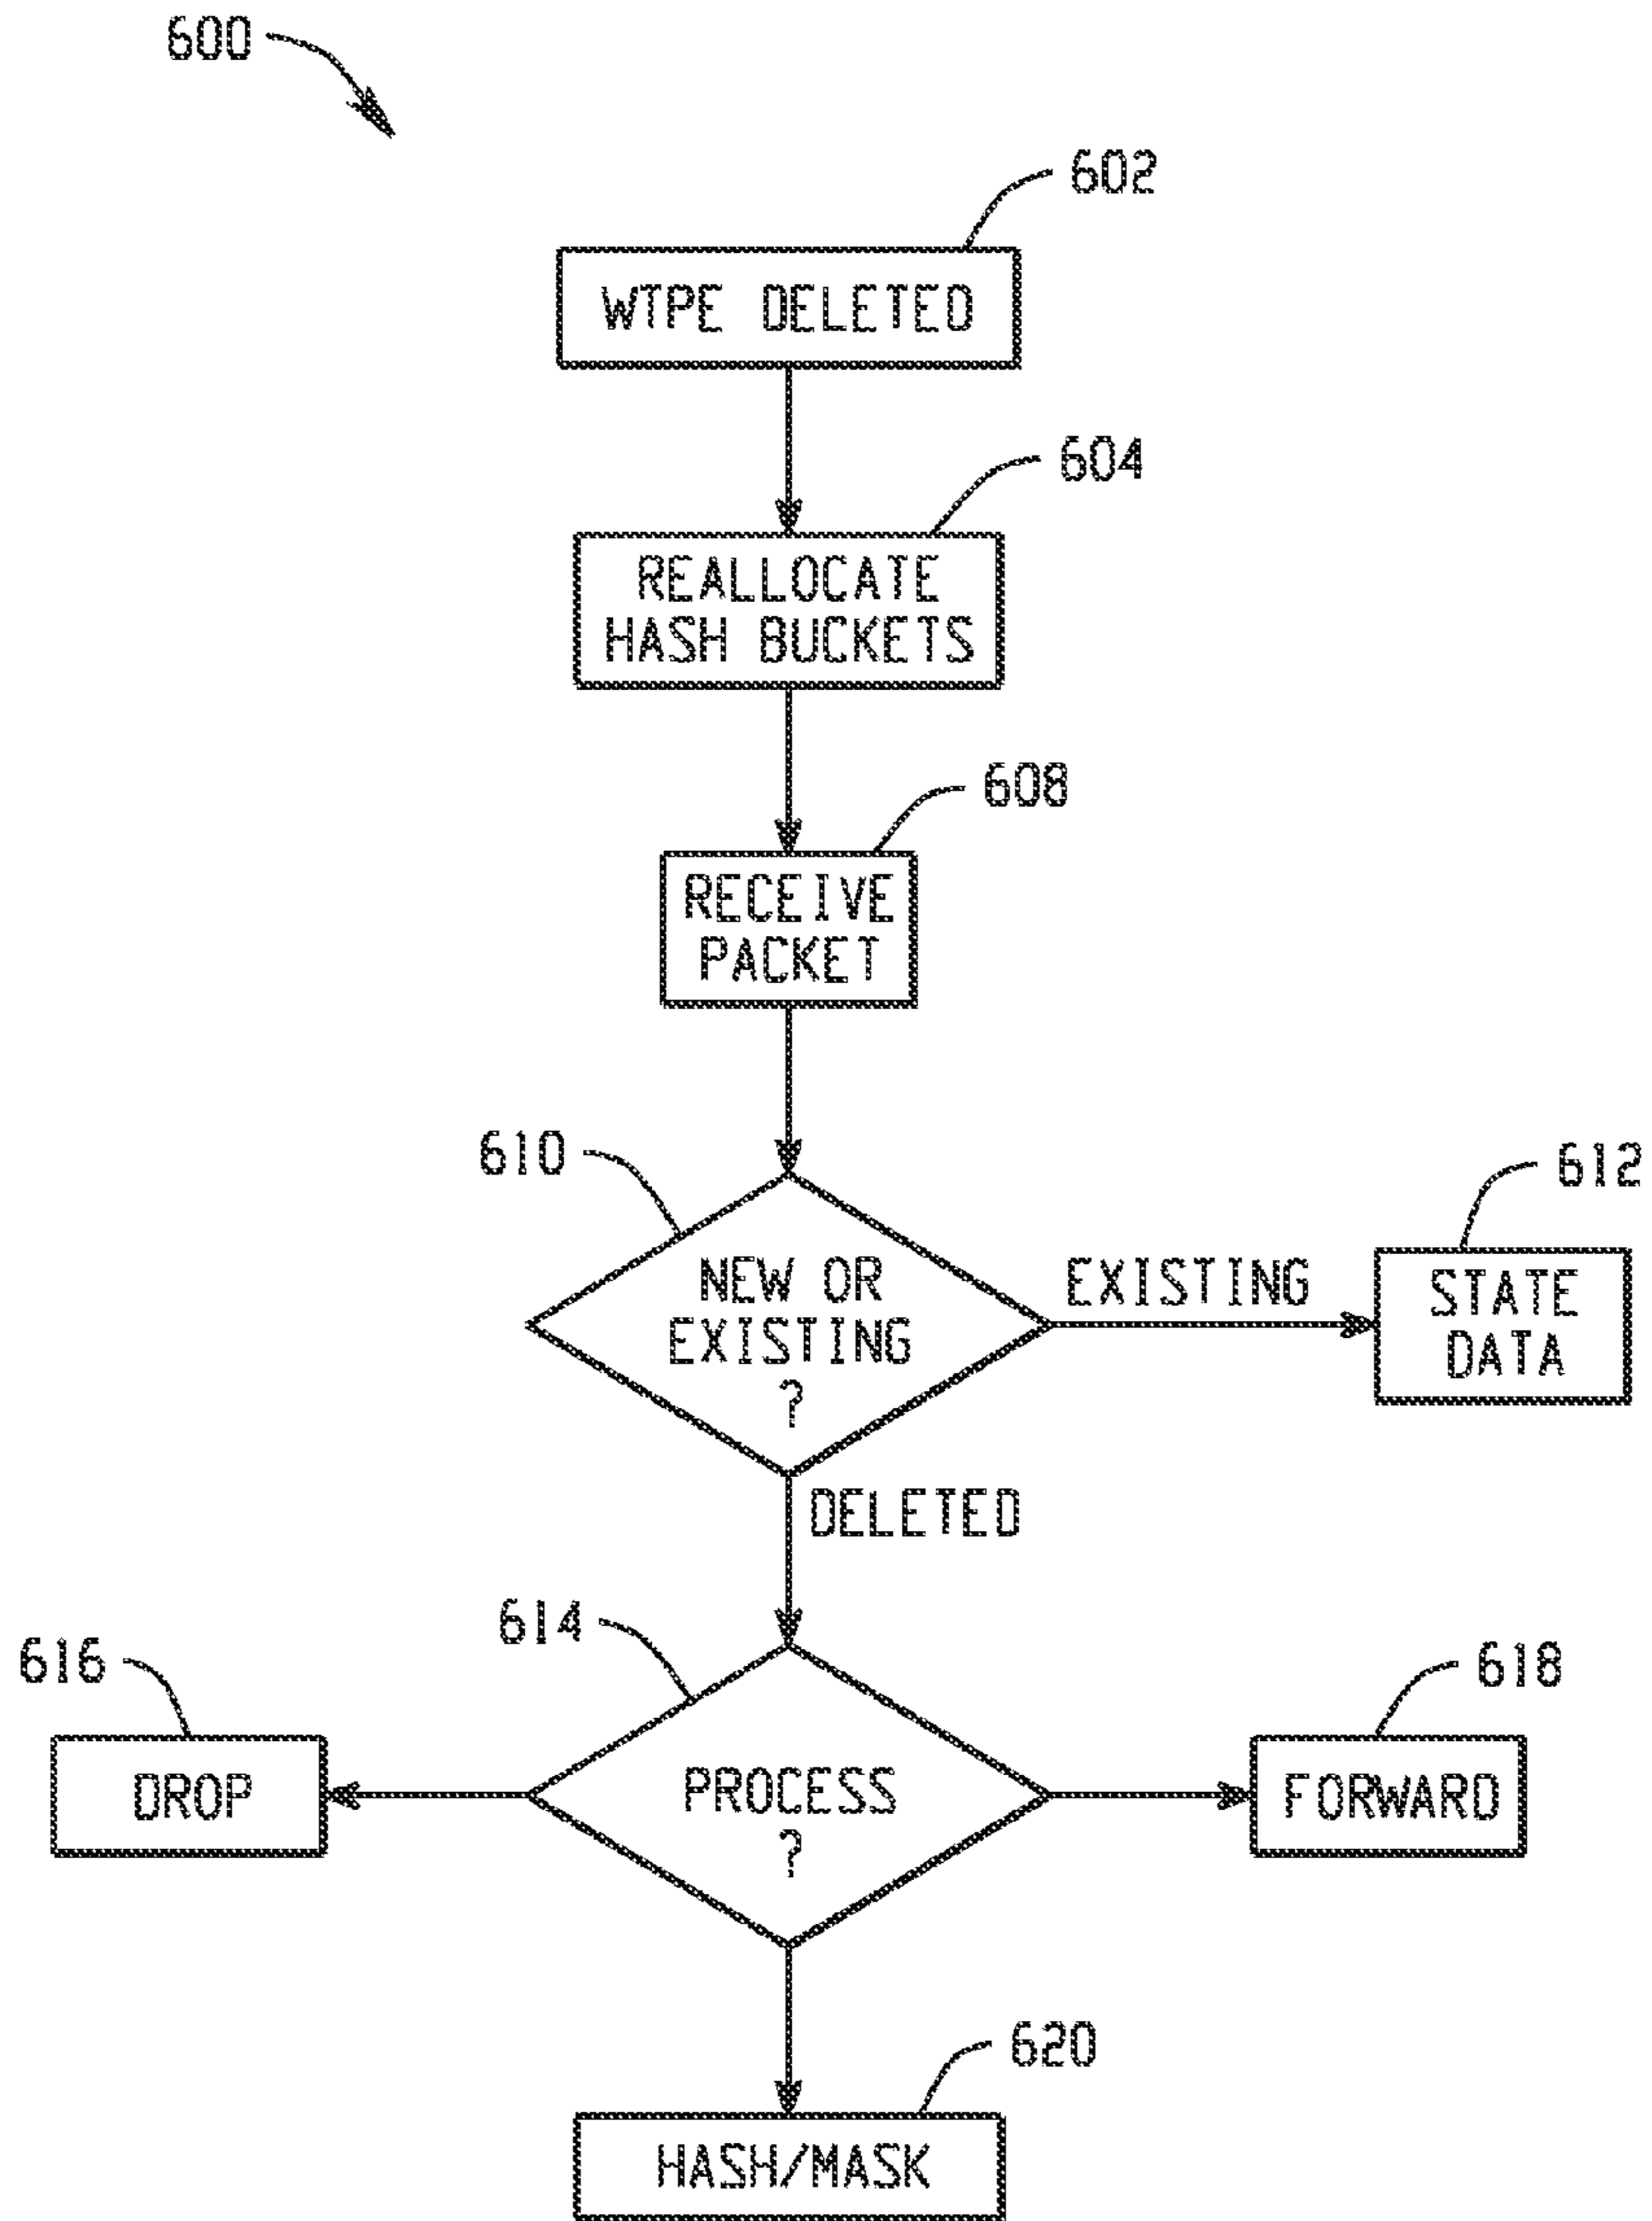 600
602
WIPE DELETED
604
REALLOCATE
HASH BUCKETS
608
RECEIVE
PACKET
610
612
NEW OR
EXISTING
?
EXISTING
STATE
DATA
DELETED
614
616
618
DROP
PROCESS
?
FORWARD
620
HASH/MASK